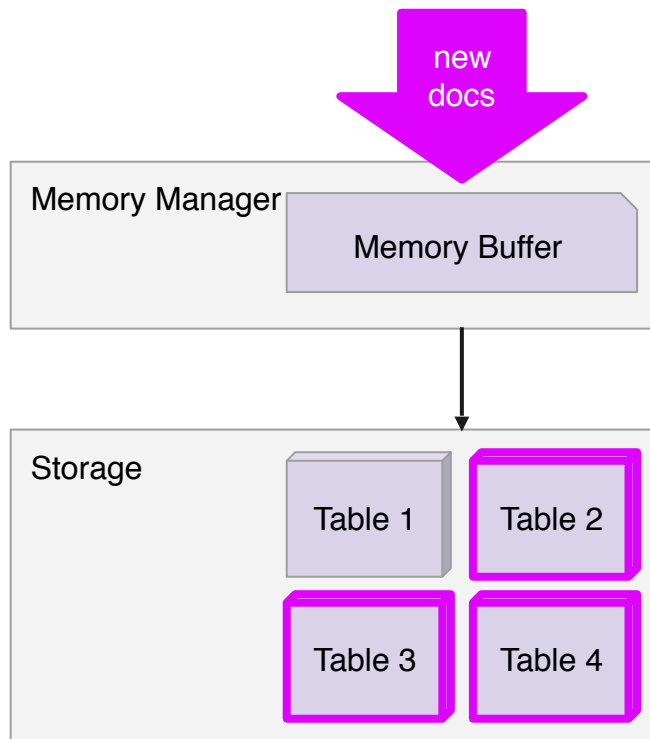 new
docs
Memory Manager
Memory Buffer
Storage
Table 1
Table 2
Table 3
Table 4